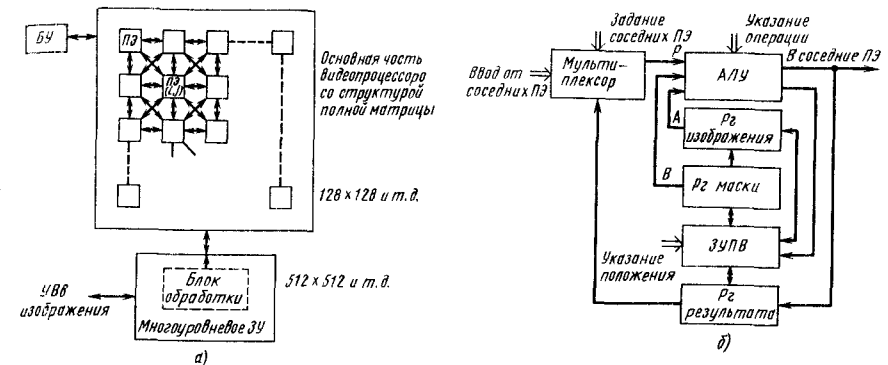 БУ
ПЭ
ПЭ
(i,j)
Основная часть
видеопроцессоро
со структурой
полной матрицы
128 × 128 и т. д.
512 × 512 и т. д.
Блок
обработки
Многоуровневое ЗУ
УВВ
изображения
а)
Задание
соседних ПЭ
Указание
операции
В соседние ПЭ
Ввод от
соседних ПЭ
Мульти-
плексор
P
АЛУ
A
Рг
изображения
B
Рг маски
ЗУПВ
Указание
положения
Рг
результата
б)